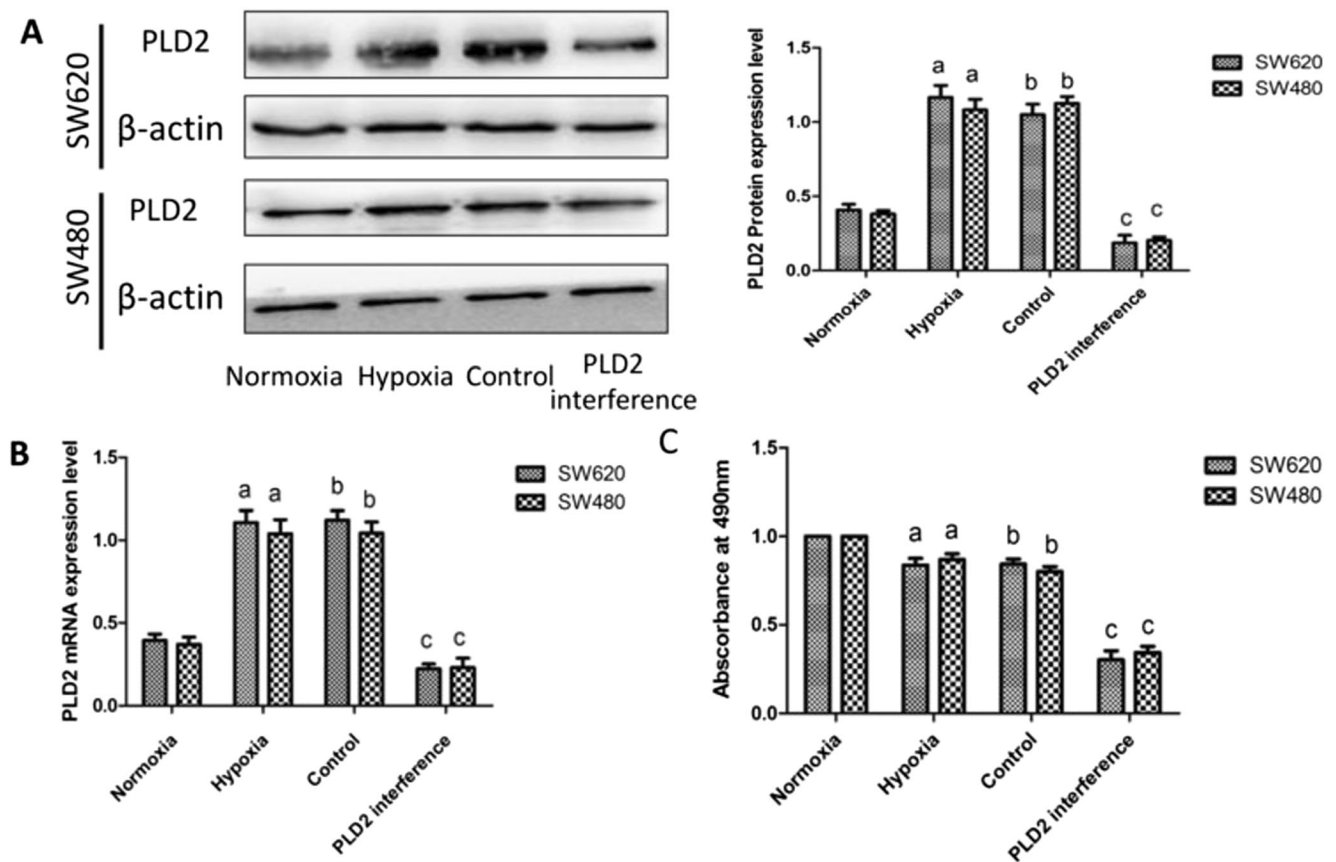 A
SW620
PLD2
β-actin
SW480
PLD2
β-actin
Normoxia Hypoxia Control PLD2
interference
PLD2 Protein expression level
1.5
1.0
0.5
0.0
a a b b
c c
SW620
SW480
Normoxia
Hypoxia
Control
PLD2 interference
B
PLD2 mRNA expression level
1.5
1.0
0.5
0.0
a a b b
c c
SW620
SW480
Normoxia
Hypoxia
Control
PLD2 interference
C
Abscorbance at 490nm
1.5
1.0
0.5
0.0
a a b b
c c
SW620
SW480
Normoxia
Hypoxia
Control
PLD2 interference